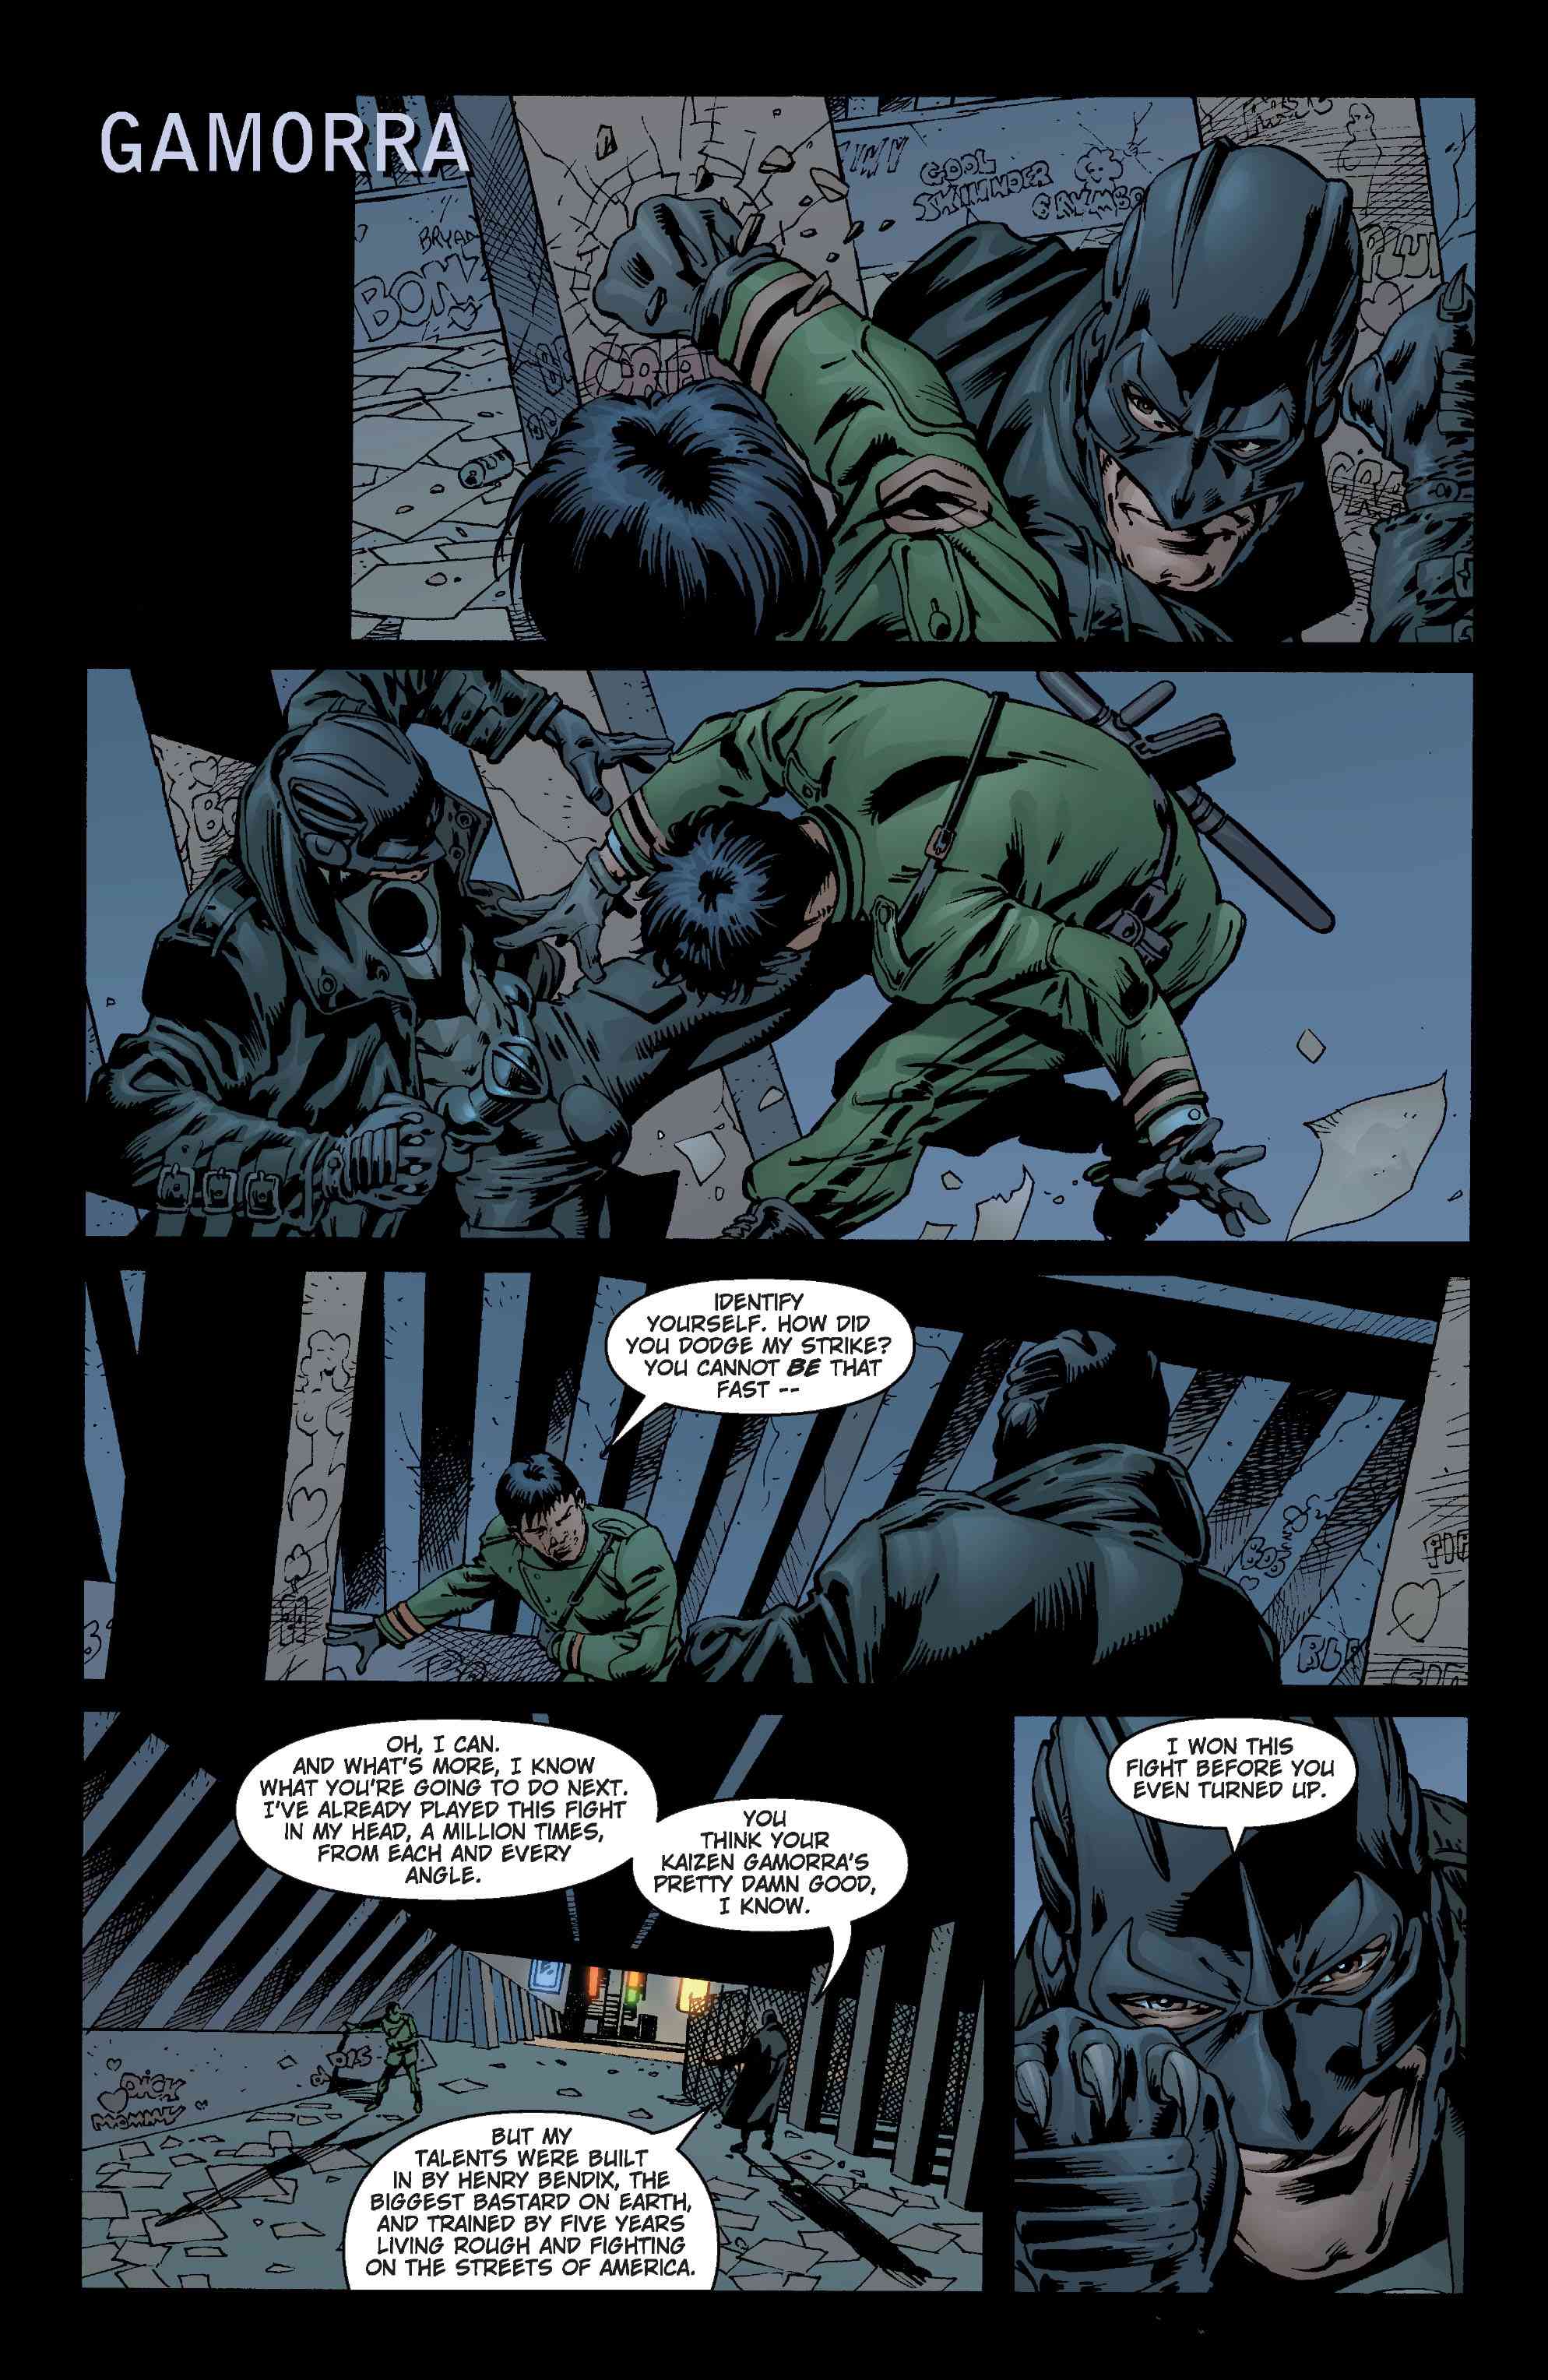 GAMORRA
TIMY
COOL
BRYAN
BOM
IDENTIFY
YOURSELF. HOW DID
YOU DODGE MY STRIKE?
YOU CANNOT BE THAT
FAST --
OH, I CAN.
AND WHAT'S MORE, I KNOW
WHAT YOU'RE GOING TO DO NEXT.
I'VE ALREADY PLAYED THIS FIGHT
IN MY HEAD, A MILLION TIMES,
FROM EACH AND EVERY
ANGLE.
YOU
THINK YOUR
KAIZEN GAMORRA'S
PRETTY DAMN GOOD,
I KNOW.
DICK
MOMMY
BUT MY
TALENTS WERE BUILT
IN BY HENRY BENDIX, THE
BIGGEST BASTARD ON EARTH,
AND TRAINED BY FIVE YEARS
LIVING ROUGH AND FIGHTING
ON THE STREETS OF AMERICA.
I WON THIS
FIGHT BEFORE YOU
EVEN TURNED UP.